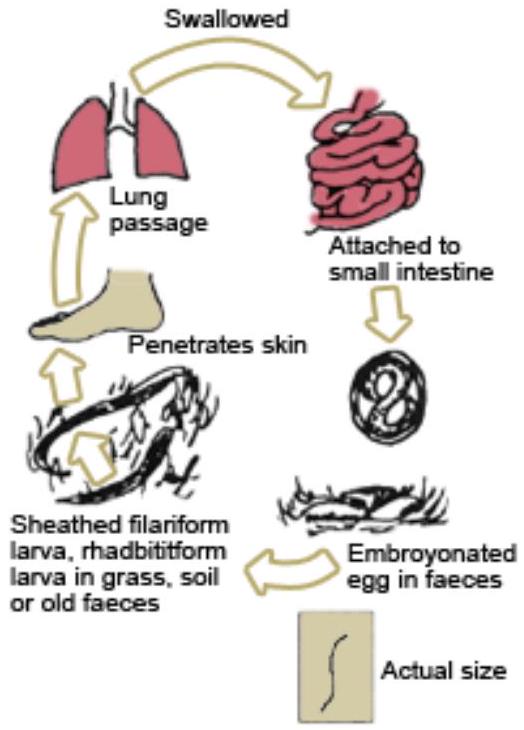 Swallowed
Lung
passage
Attached to
small intestine
Penetrates skin
Sheathed filariform
larva, rhadbititform
larva in grass, soil
or old faeces
Embroyonated
egg in faeces
Actual size